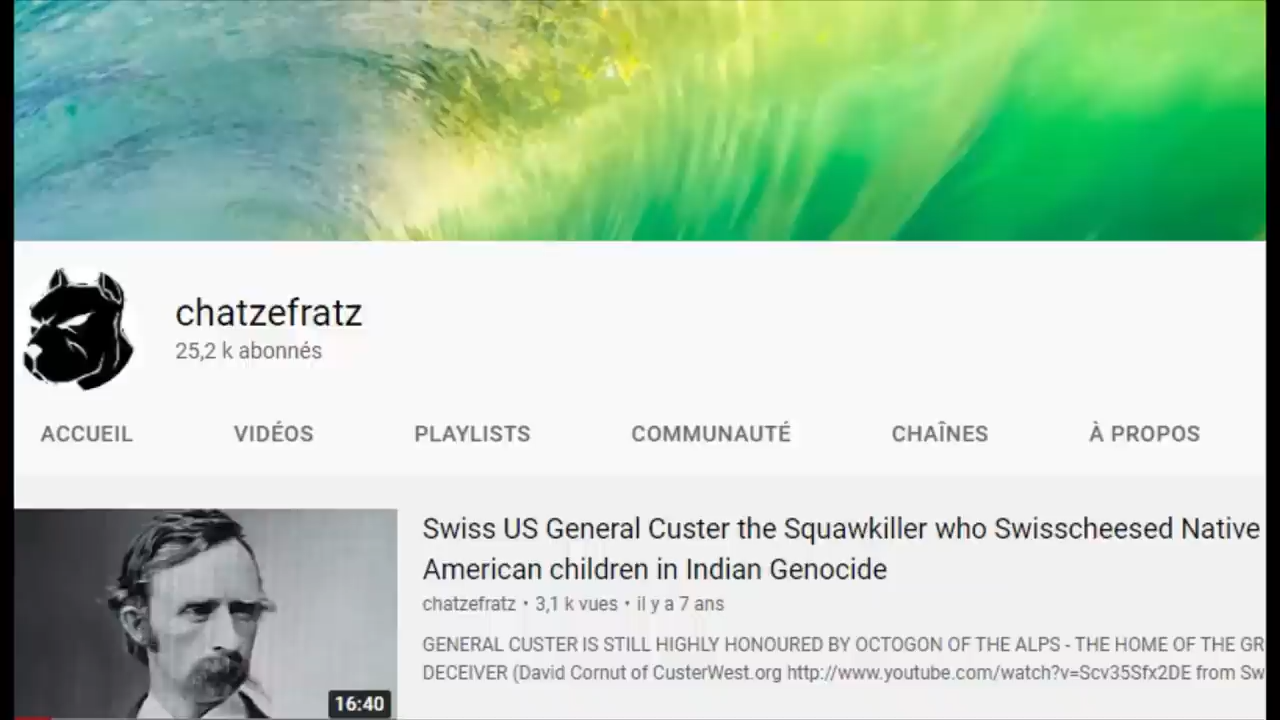 chatzefratz
25,2 k abonnés
ACCUEIL VIDÉOS PLAYLISTS COMMUNAUTÉ CHAÎNES À PROPOS
Swiss US General Custer the Squawkiller who Swisscheesed Native
American children in Indian Genocide
chatzefratz • 3,1 k vues • il y a 7 ans
GENERAL CUSTER IS STILL HIGHLY HONOURED BY OCTOGON OF THE ALPS - THE HOME OF THE GR
DECEIVER (David Cornut of CusterWest.org http://www.youtube.com/watch?v=Scv35Sfx2DE from Sw
16:40